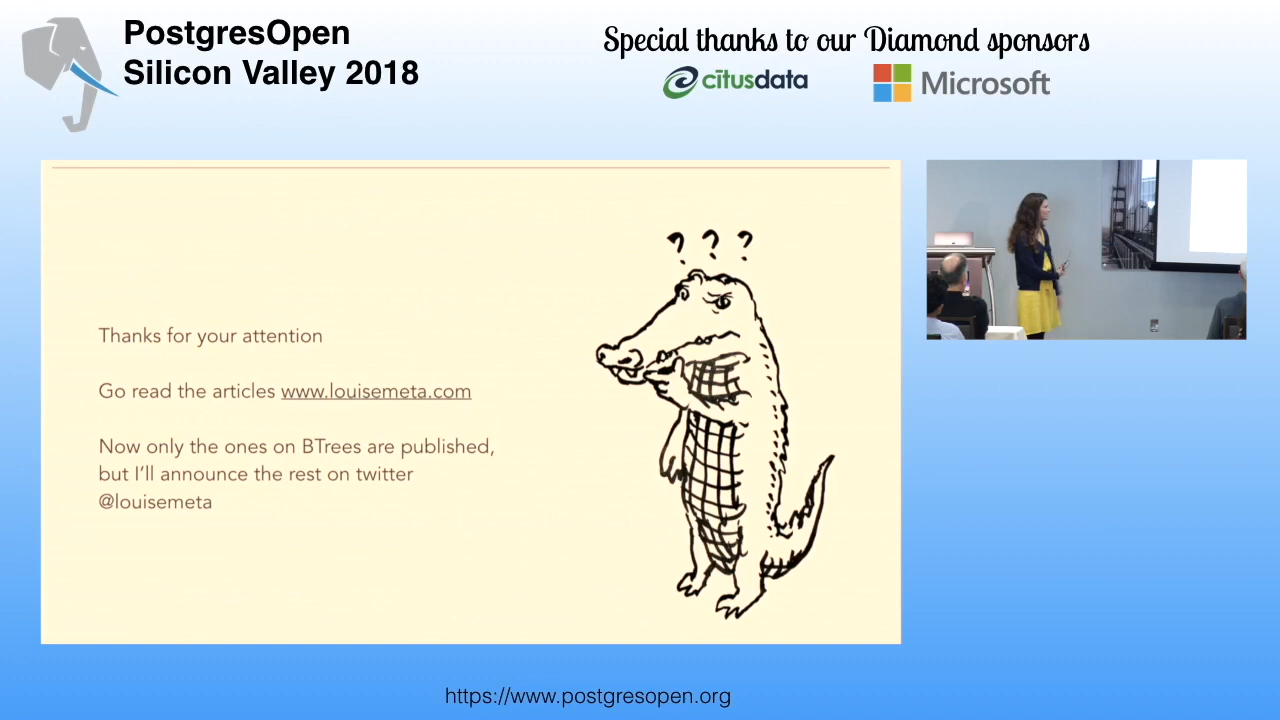 PostgresOpen
Silicon Valley 2018
Special thanks to our Diamond sponsors
citusdata
Microsoft
? ? ?
Thanks for your attention
Go read the articles www.louisemeta.com
Now only the ones on BTrees are published,
but I'll announce the rest on twitter
@louisemeta
https://www.postgresopen.org